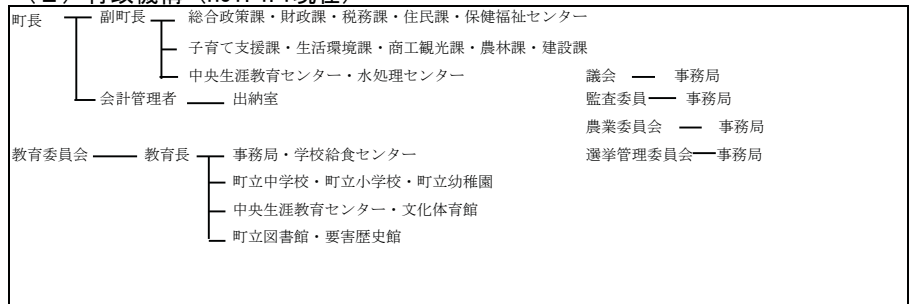 町長 副町長 総合政策課・財政課・税務課・住民課・保健福祉センター
子育て支援課・生活環境課・商工観光課・農林課・建設課
中央生涯教育センター・水処理センター 議会 事務局
会計管理者 出納室 監査委員 事務局
農業委員会 事務局
教育委員会 教育長 事務局・学校給食センター 選挙管理委員会 事務局
町立中学校・町立小学校・町立幼稚園
中央生涯教育センター・文化体育館
町立図書館・要害歴史館